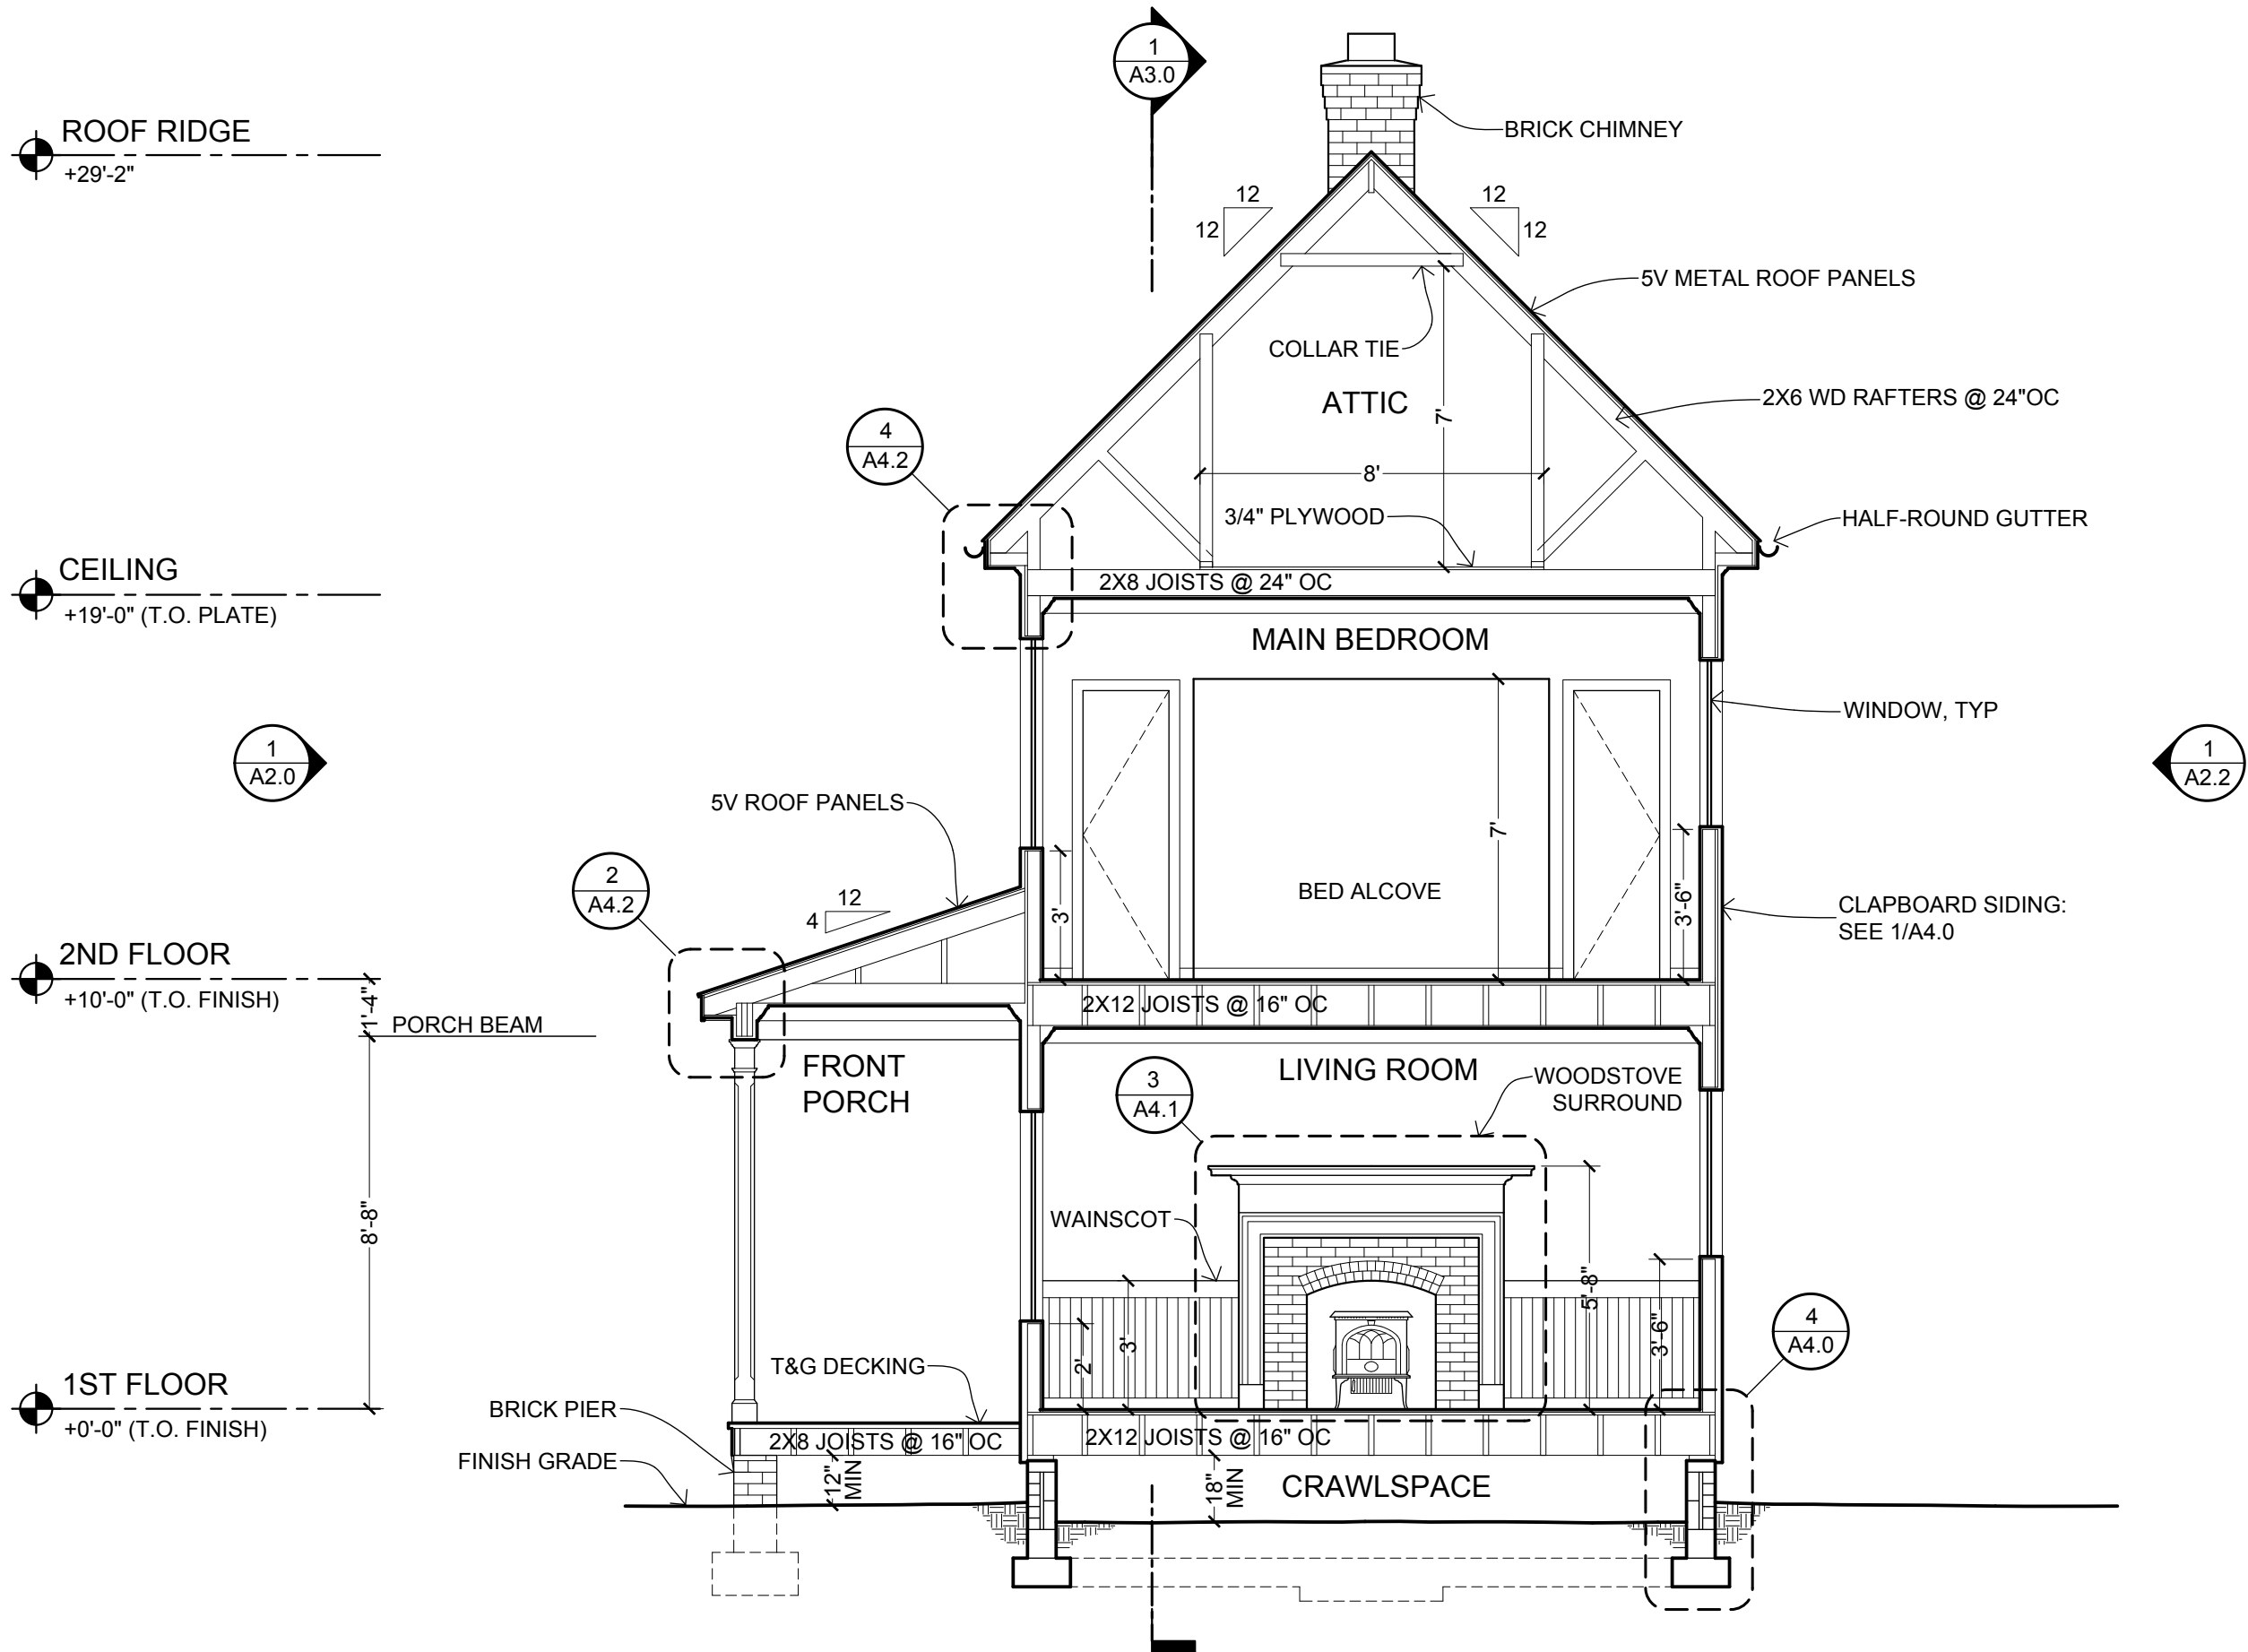 1
A3.0
ROOF RIDGE
+29'-2"
BRICK CHIMNEY
12
12
12
12
5V METAL ROOF PANELS
COLLAR TIE
ATTIC
7'
2X6 WD RAFTERS @ 24"OC
4
A4.2
8'
3/4" PLYWOOD
HALF-ROUND GUTTER
CEILING
+19'-0" (T.O. PLATE)
2X8 JOISTS @ 24" OC
MAIN BEDROOM
WINDOW, TYP
1
A2.0
1
A2.2
5V ROOF PANELS
7'
2
A4.2
12
4
3'
BED ALCOVE
3'-6"
CLAPBOARD SIDING:
SEE 1/A4.0
2ND FLOOR
+10'-0" (T.O. FINISH)
1'-4"
PORCH BEAM
2X12 JOISTS @ 16" OC
FRONT
PORCH
LIVING ROOM
WOODSTOVE
SURROUND
3
A4.1
8'-8"
WAINSCOT
5'-8"
3'-6"
3'
2'
4
A4.0
T&G DECKING
1ST FLOOR
+0'-0" (T.O. FINISH)
BRICK PIER
2X8 JOISTS @ 16" OC
2X12 JOISTS @ 16" OC
FINISH GRADE
12"
MIN
18"
MIN
CRAWLSPACE